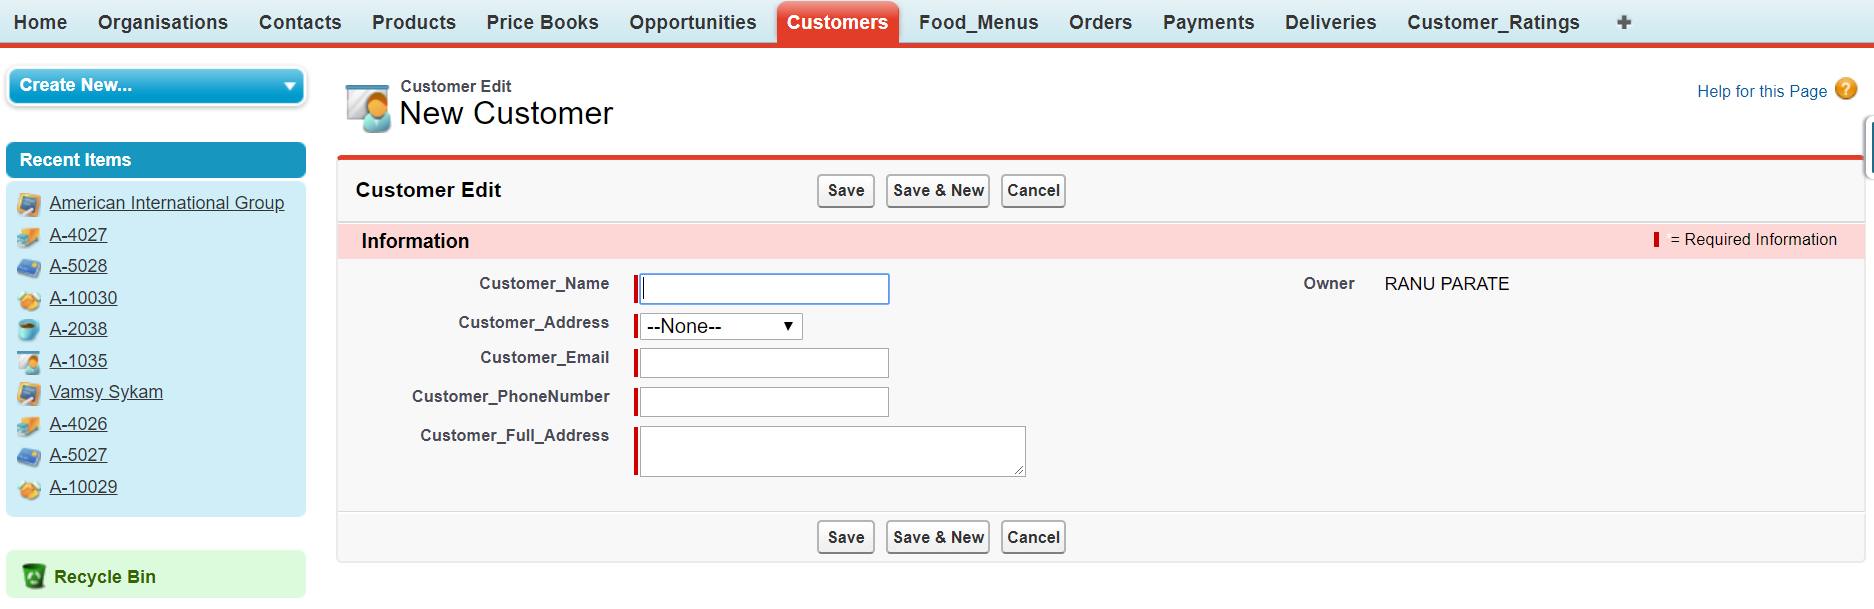 Home Organisations Contacts Products Price Books Opportunities Customers Food_Menus Orders Payments Deliveries Customer_Ratings +
Create New...
Recent Items
American International Group
A-4027
A-5028
A-10030
A-2038
A-1035
Vamsy Sykam
A-4026
A-5027
A-10029
Recycle Bin
Customer Edit
New Customer
Help for this Page ?
Customer Edit Save Save & New Cancel
Information = Required Information
Customer_Name Owner RANU PARATE
Customer_Address --None--
Customer_Email
Customer_PhoneNumber
Customer_Full_Address
Save Save & New Cancel